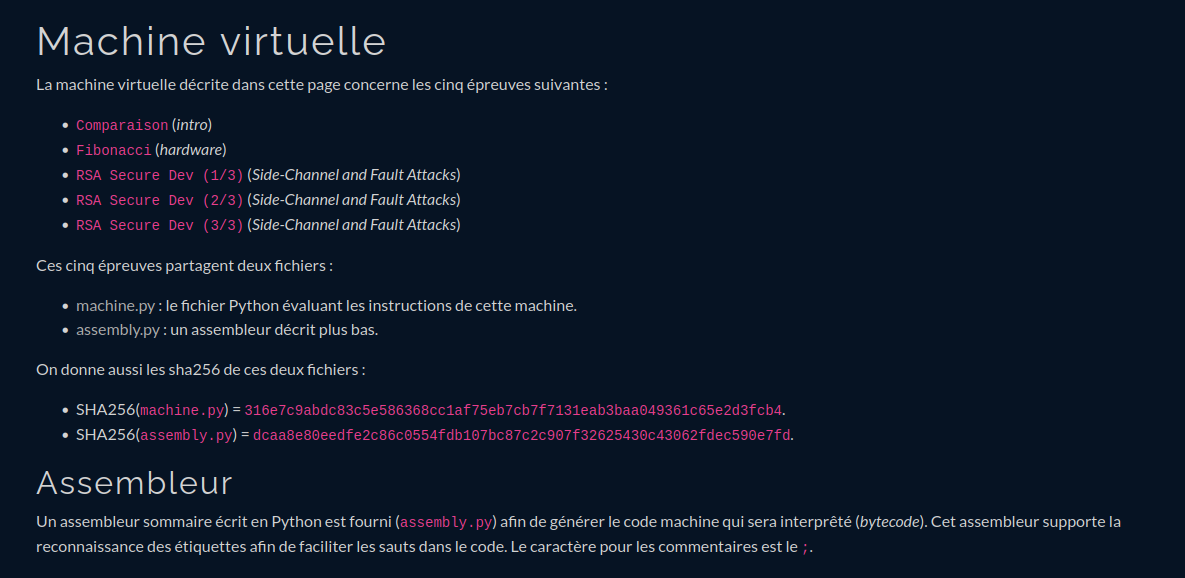 Machine virtuelle
La machine virtuelle décrite dans cette page concerne les cinq épreuves suivantes :
• Comparaison (intro)
• Fibonacci (hardware)
• RSA Secure Dev (1/3) (Side-Channel and Fault Attacks)
• RSA Secure Dev (2/3) (Side-Channel and Fault Attacks)
• RSA Secure Dev (3/3) (Side-Channel and Fault Attacks)
Ces cinq épreuves partagent deux fichiers :
• machine.py : le fichier Python évaluant les instructions de cette machine.
• assembly.py : un assembleur décrit plus bas.
On donne aussi les sha256 de ces deux fichiers :
• SHA256(machine.py) = 316e7c9abdc83c5e586368cc1af75eb7cb7f7131eab3baa049361c65e2d3fcb4.
• SHA256(assembly.py) = dcaa8e80eedfe2c86c0554fdb107bc87c2c907f32625430c43062fdec590e7fd.
Assembleur
Un assembleur sommaire écrit en Python est fourni (assembly.py) afin de générer le code machine qui sera interprêté (bytecode). Cet assembleur supporte la
reconnaissance des étiquettes afin de faciliter les sauts dans le code. Le caractère pour les commentaires est le ;.